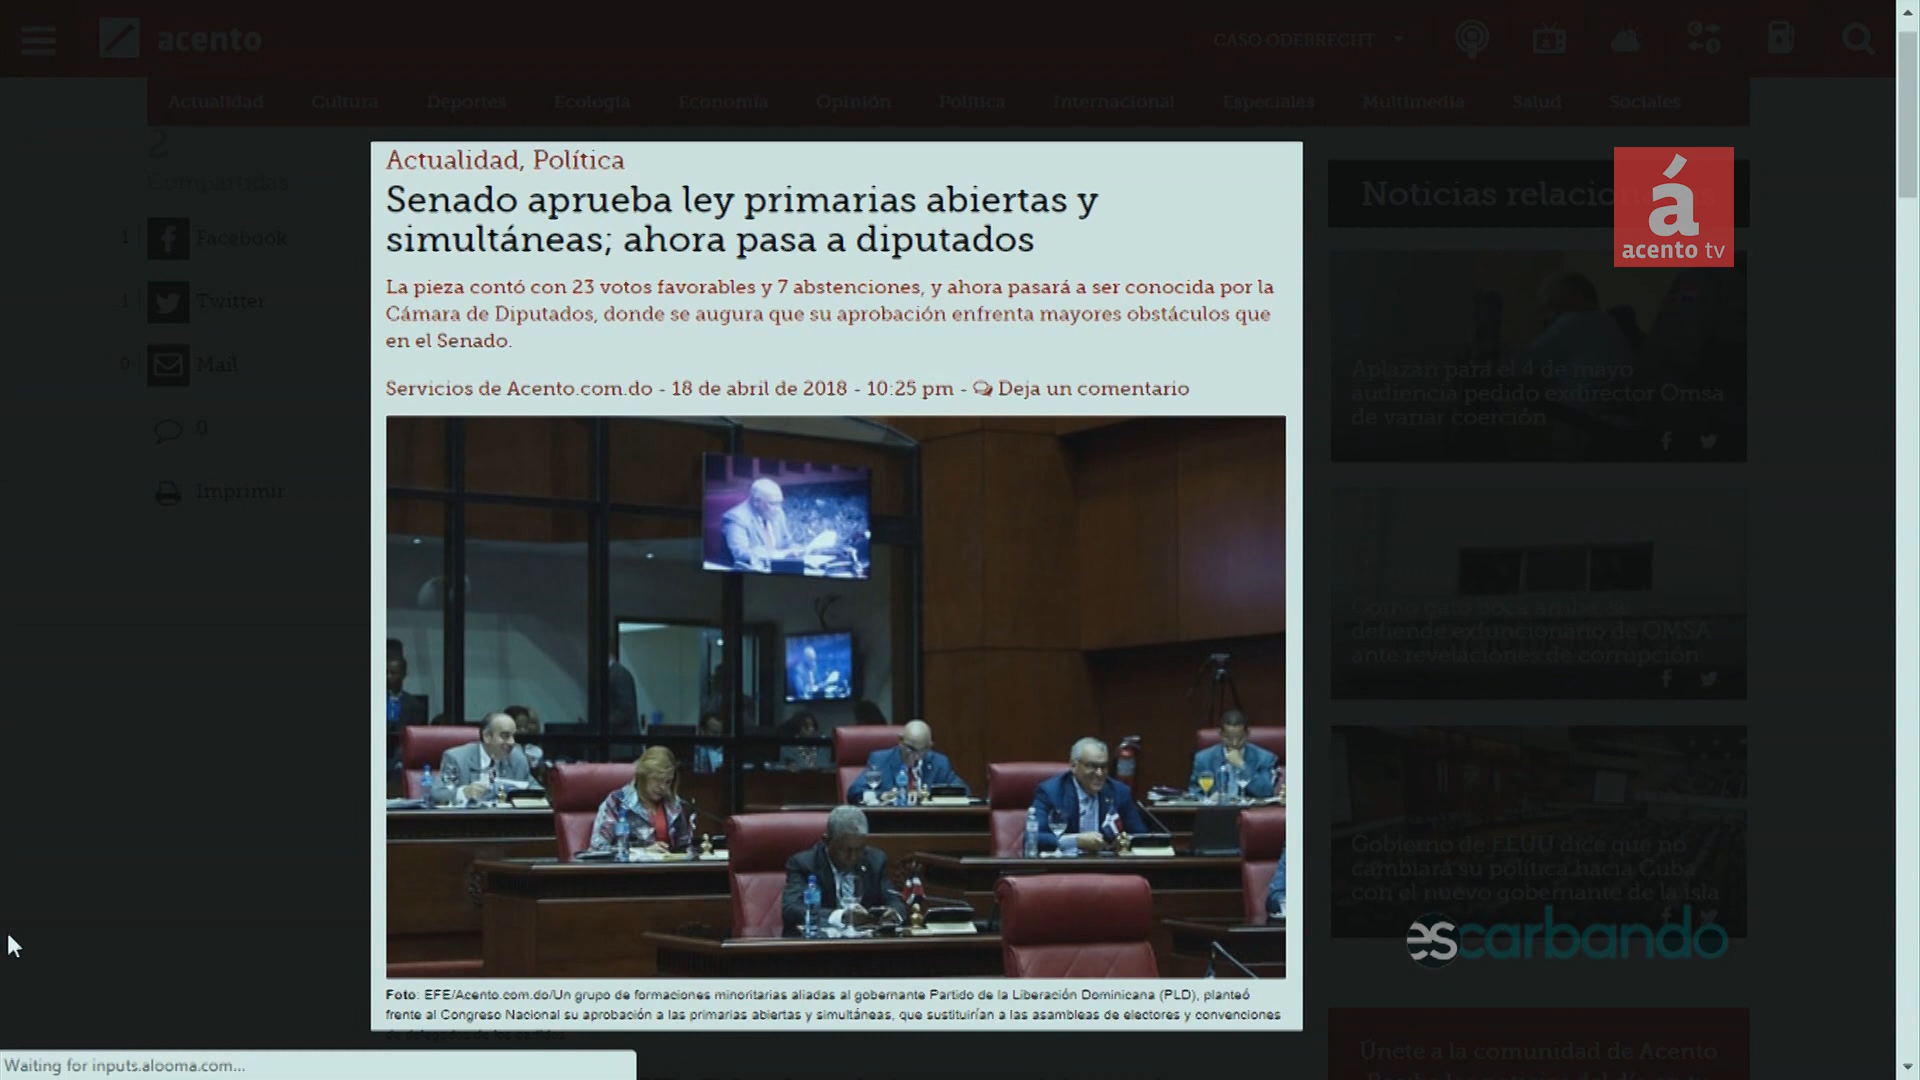 acento
CASO ODEBRECHT
Actualidad Cultura Deportes Ecología Economía Opinión Política Internacional Especiales Multimedia Salud Sociales
2
Compartidas
1 Facebook
1 Twitter
0 Mail
0
Imprimir
Actualidad, Política
Senado aprueba ley primarias abiertas y
simultáneas; ahora pasa a diputados
La pieza contó con 23 votos favorables y 7 abstenciones, y ahora pasará a ser conocida por la
Cámara de Diputados, donde se augura que su aprobación enfrenta mayores obstáculos que
en el Senado.
Servicios de Acento.com.do - 18 de abril de 2018 - 10:25 pm - Deja un comentario
Foto: EFE/Acento.com.do/Un grupo de formaciones minoritarias aliadas al gobernante Partido de la Liberación Dominicana (PLD), planteó
frente al Congreso Nacional su aprobación a las primarias abiertas y simultáneas, que sustituirían a las asambleas de electores y convenciones
Noticias
á
acento tv
Aplazan para el 4 de mayo
audiencia pedido exdirector Omsa
de variar coerción
Como gato boca arriba se
defiende exfuncionario de OMSA
ante revelaciones de corrupción
Gobierno de EEUU dice que no
cambiará su política hacia Cuba
con el nuevo gobernante de la isla
escarbando
Únete a la comunidad de Acento
Waiting for inputs.alooma.com...